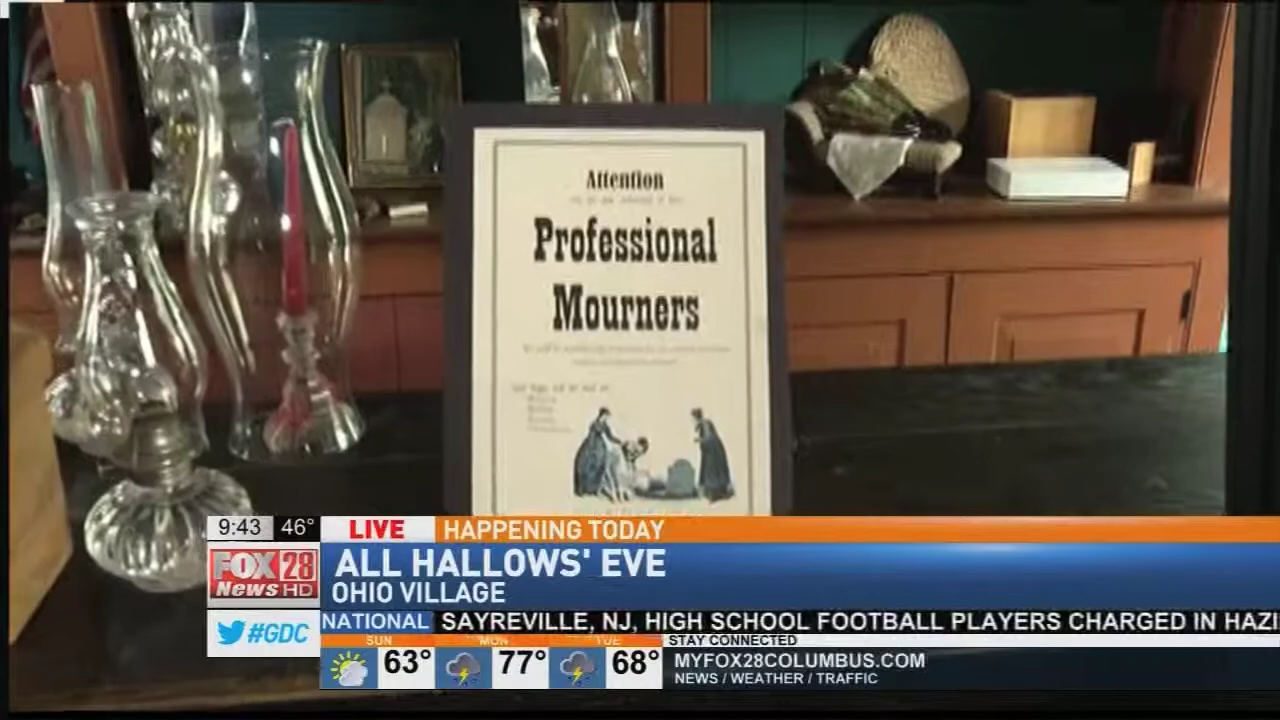 Attention
Professional
Mourners
9:43 46° LIVE HAPPENING TODAY
FOX 28
News HD
ALL HALLOWS' EVE
OHIO VILLAGE
#GDC
NATIONAL SAYREVILLE, NJ, HIGH SCHOOL FOOTBALL PLAYERS CHARGED IN HAZI
SUN MON TUE STAY CONNECTED
63° 77° 68°
MYFOX28COLUMBUS.COM
NEWS / WEATHER / TRAFFIC